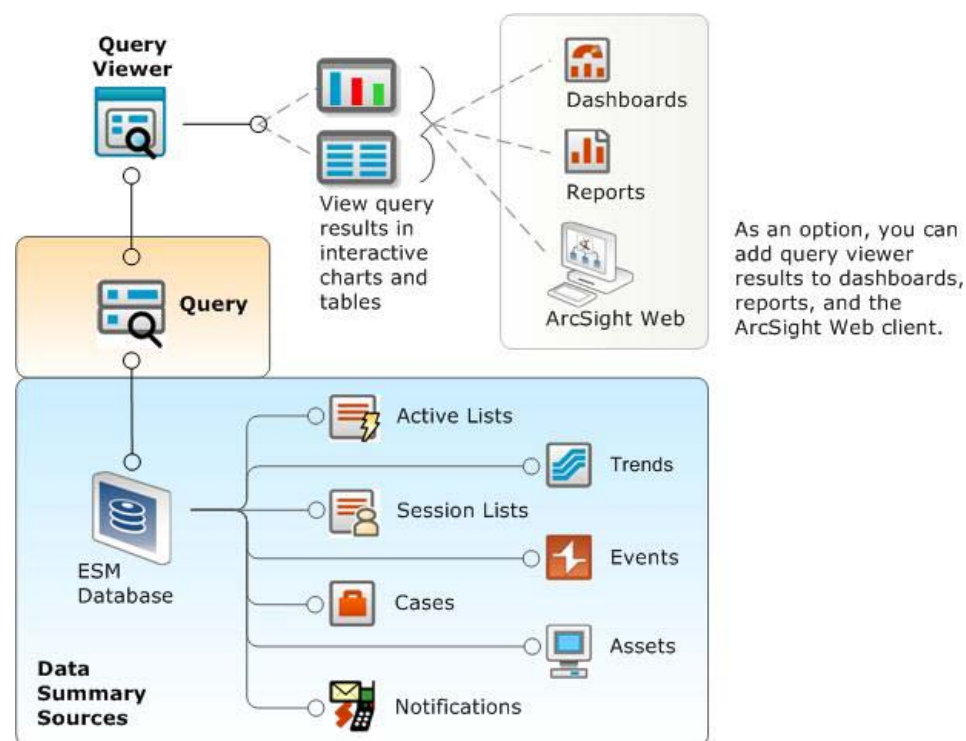 Query
Viewer
View query
results in
interactive
charts and
tables
Dashboards
Reports
ArcSight Web
As an option, you can
add query viewer
results to dashboards,
reports, and the
ArcSight Web client.
Query
ESM
Database
Active Lists
Trends
Session Lists
Events
Cases
Assets
Notifications
Data
Summary
Sources